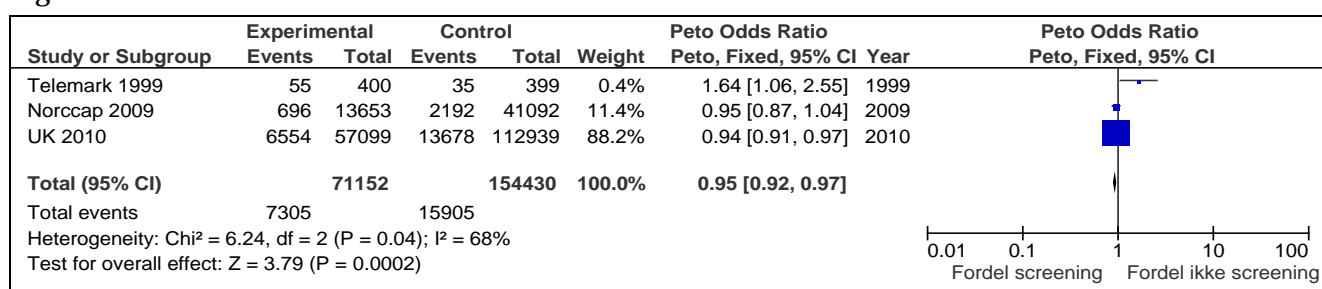 Experimental Control Peto Odds Ratio Peto Odds Ratio
Study or Subgroup Events Total Events Total Weight Peto, Fixed, 95% CI Year Peto, Fixed, 95% CI
Telemark 1999 55 400 35 399 0.4% 1.64 [1.06, 2.55] 1999
Norccap 2009 696 13653 2192 41092 11.4% 0.95 [0.87, 1.04] 2009
UK 2010 6554 57099 13678 112939 88.2% 0.94 [0.91, 0.97] 2010
Total (95% CI) 71152 154430 100.0% 0.95 [0.92, 0.97]
Total events 7305 15905
Heterogeneity: Chi² = 6.24, df = 2 (P = 0.04); I² = 68%
Test for overall effect: Z = 3.79 (P = 0.0002)
0.01 0.1 1 10 100
Fordel screening Fordel ikke screening